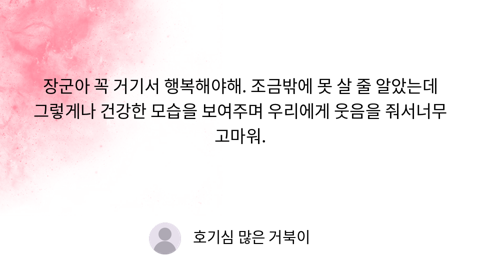 장군아 꼭 거기서 행복해야해. 조금밖에 못 살 줄 알았는데
그렇게나 건강한 모습을 보여주며 우리에게 웃음을 줘서너무
고마워.
호기심 많은 거북이